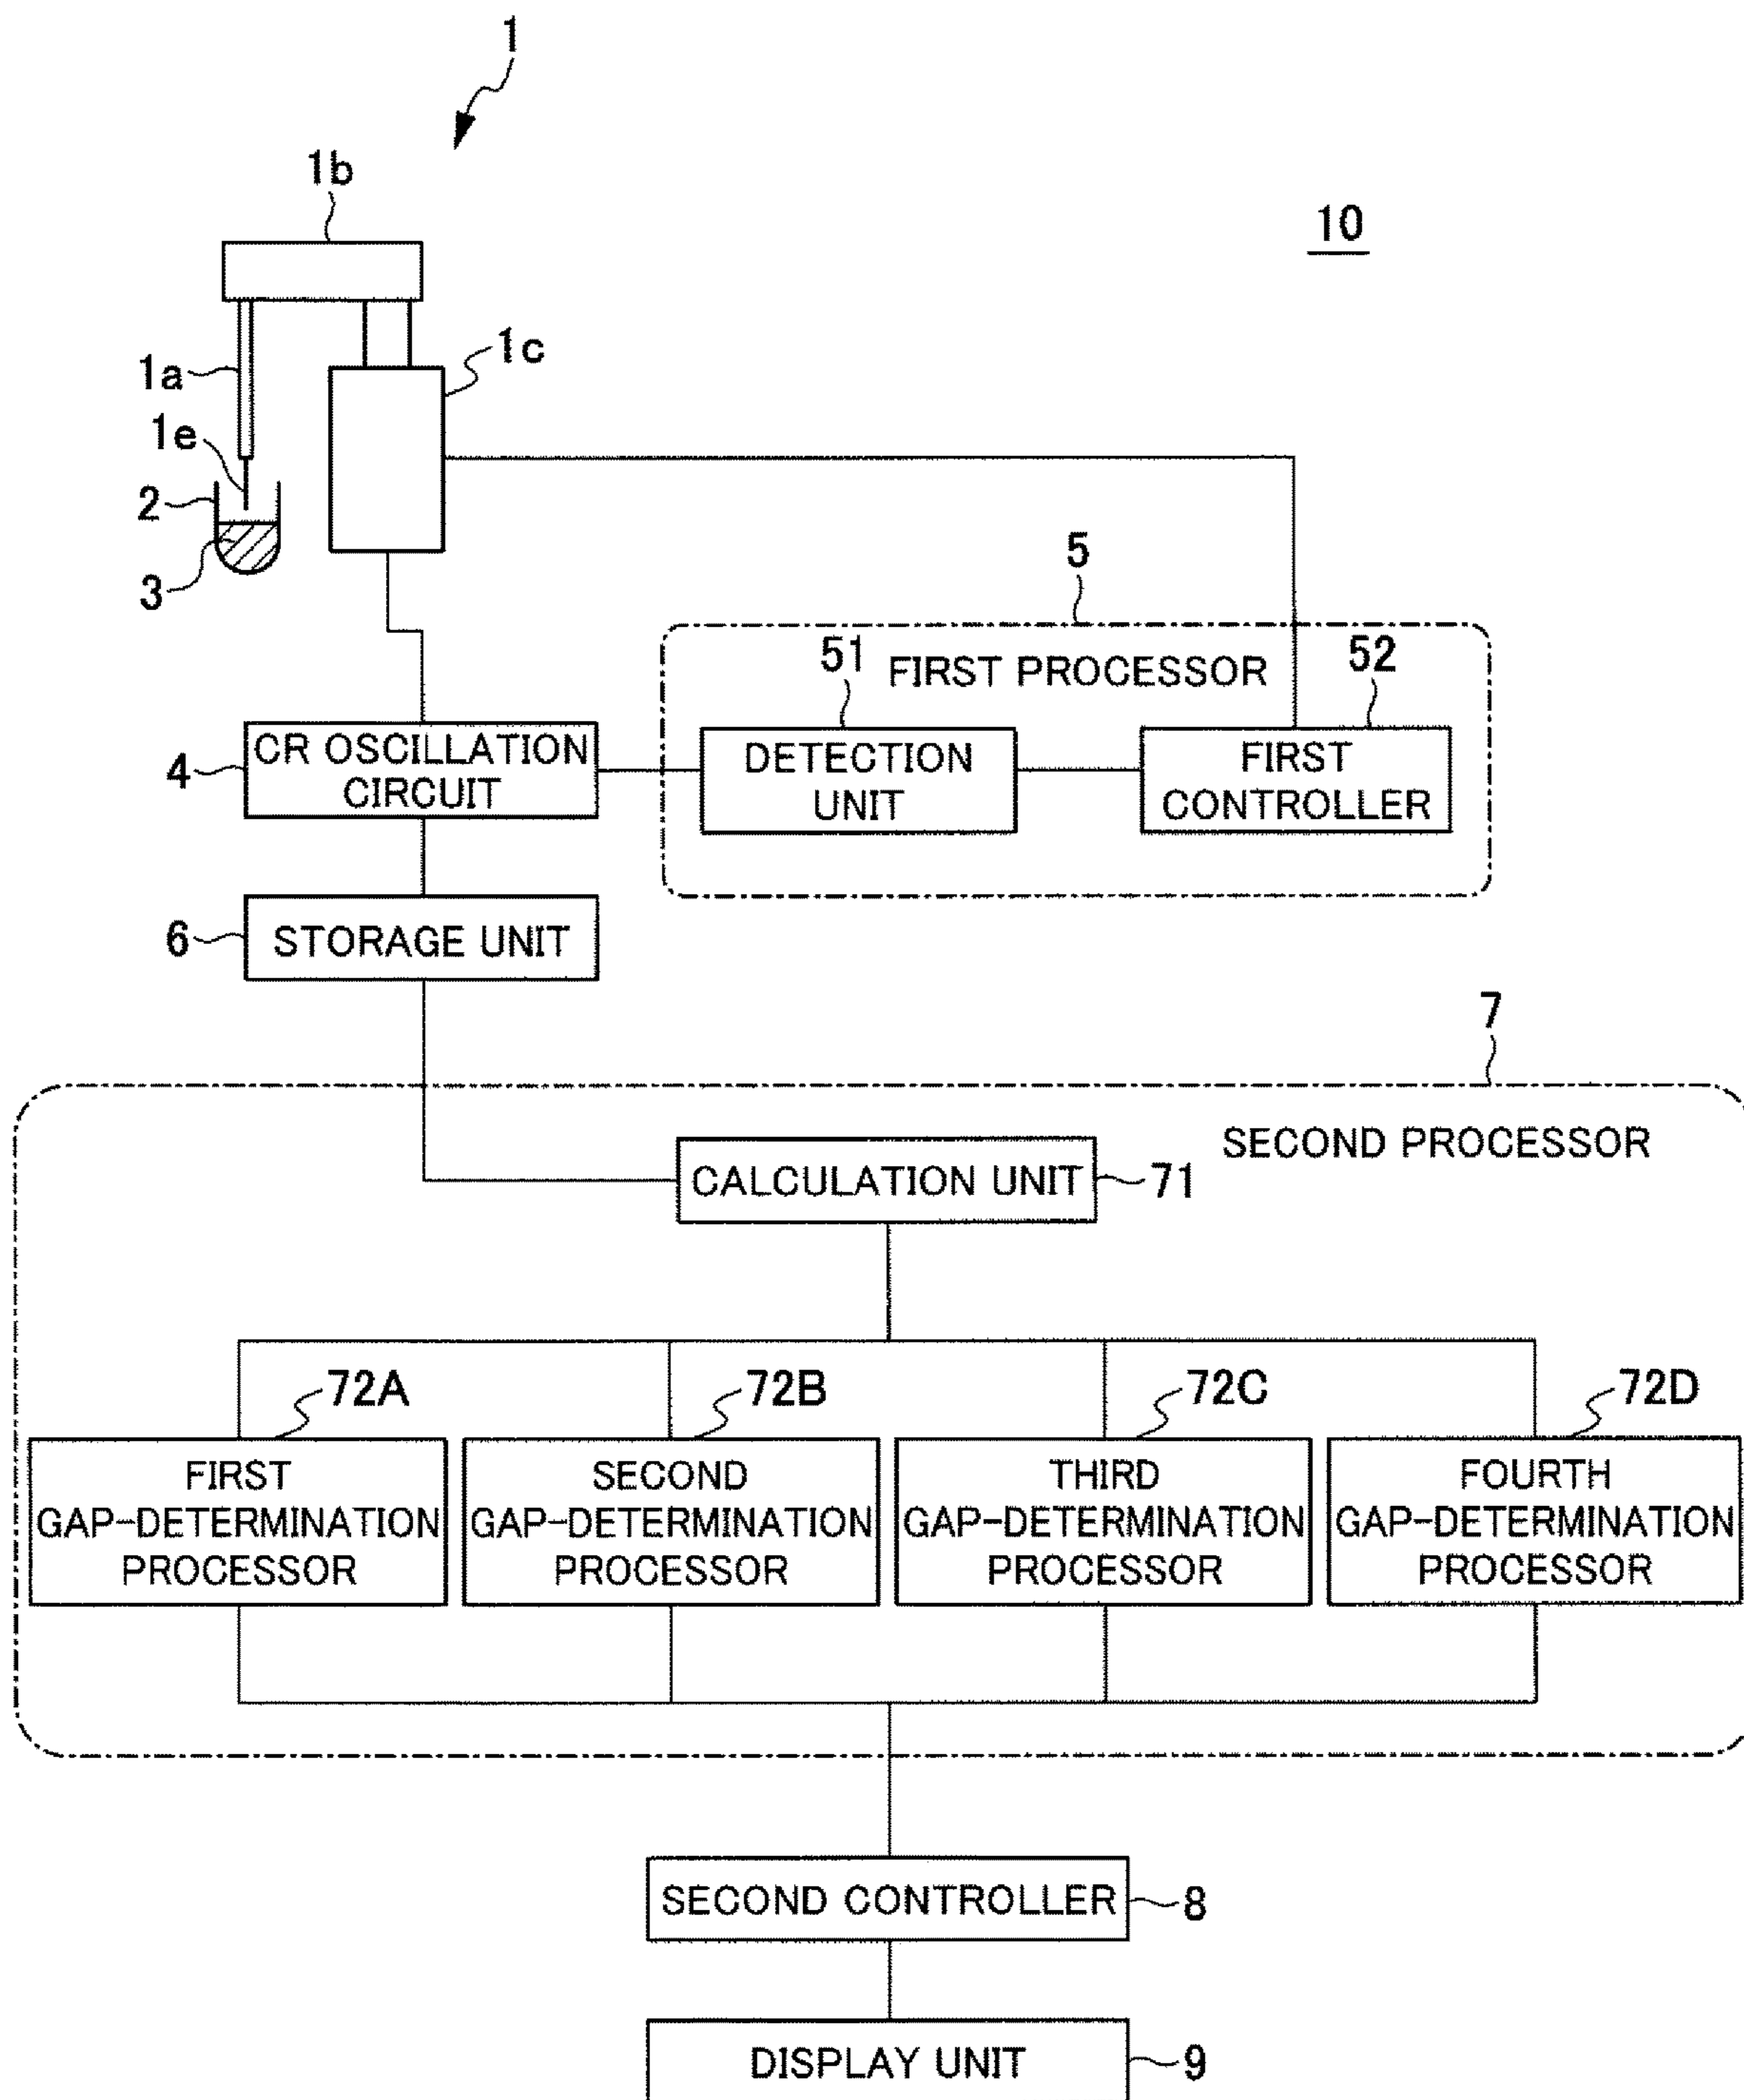 1
1b
10
1c
1a
1e
2
3
5
51
FIRST PROCESSOR
52
4
CR OSCILLATION
CIRCUIT
DETECTION
UNIT
FIRST
CONTROLLER
6
STORAGE UNIT
7
SECOND PROCESSOR
CALCULATION UNIT
71
72A
72B
72C
72D
FIRST
GAP-DETERMINATION
PROCESSOR
SECOND
GAP-DETERMINATION
PROCESSOR
THIRD
GAP-DETERMINATION
PROCESSOR
FOURTH
GAP-DETERMINATION
PROCESSOR
SECOND CONTROLLER
8
DISPLAY UNIT
9